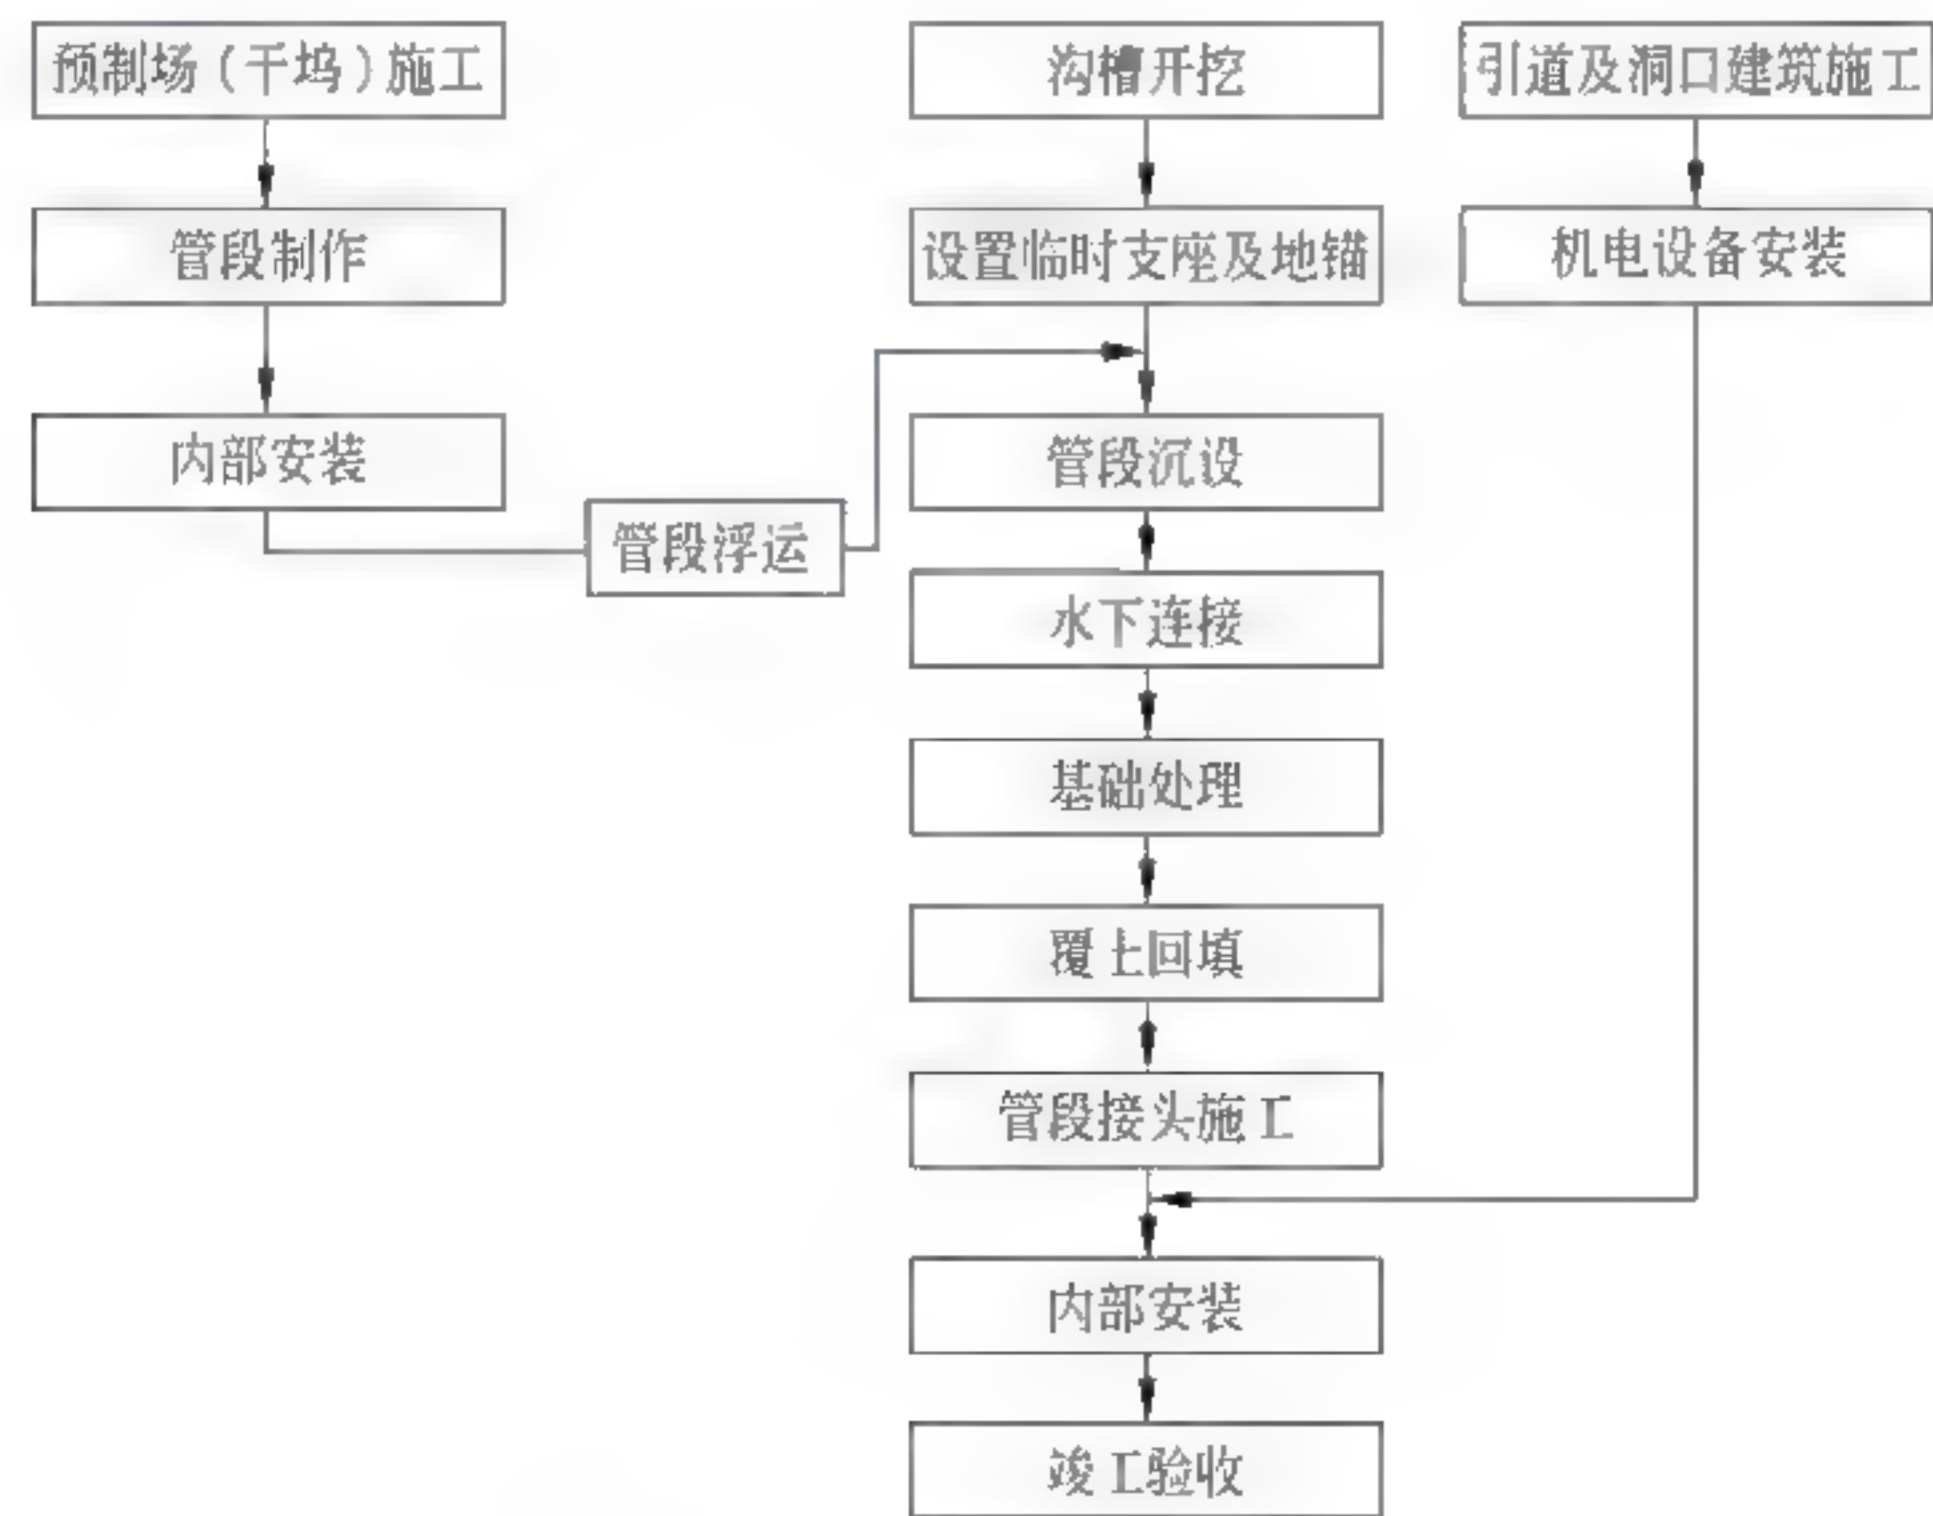 预制场(干坞)施工
沟槽开挖
引道及洞口建筑施工
管段制作
设置临时支座及地锚
机电设备安装
内部安装
管段沉设
管段浮运
水下连接
基础处理
覆土回填
管段接头施工
内部安装
竣工验收